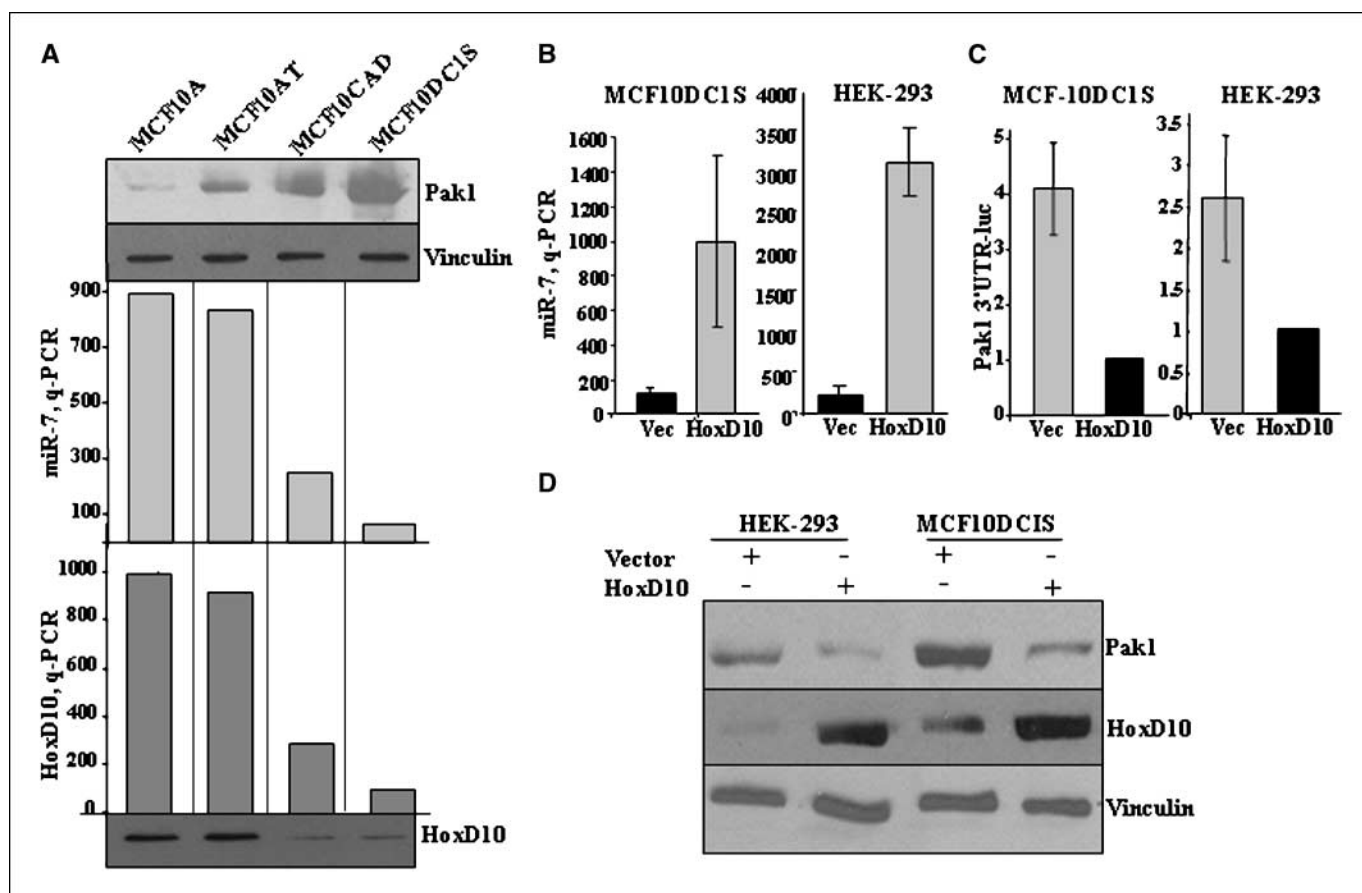 A
MCF10A
MCF10AT
MCF10CAD
MCF10DC1S
Pak1
Vinculin
miR-7, q-PCR
900
700
500
300
100
HoxD10, q-PCR
1000
800
600
400
200
0
HoxD10
B
MCF10DC1S
miR-7, q-PCR
1600
1400
1200
1000
800
600
400
200
0
Vec HoxD10
HEK-293
4000
3500
3000
2500
2000
1500
1000
500
0
Vec HoxD10
C
MCF-10DC1S
Pak1 3'UTR-luc
5
4
3
2
1
0
Vec HoxD10
HEK-293
3.5
3
2.5
2
1.5
1
0.5
0
Vec HoxD10
D
HEK-293 MCF10DCIS
Vector + - + -
HoxD10 - + - +
Pak1
HoxD10
Vinculin